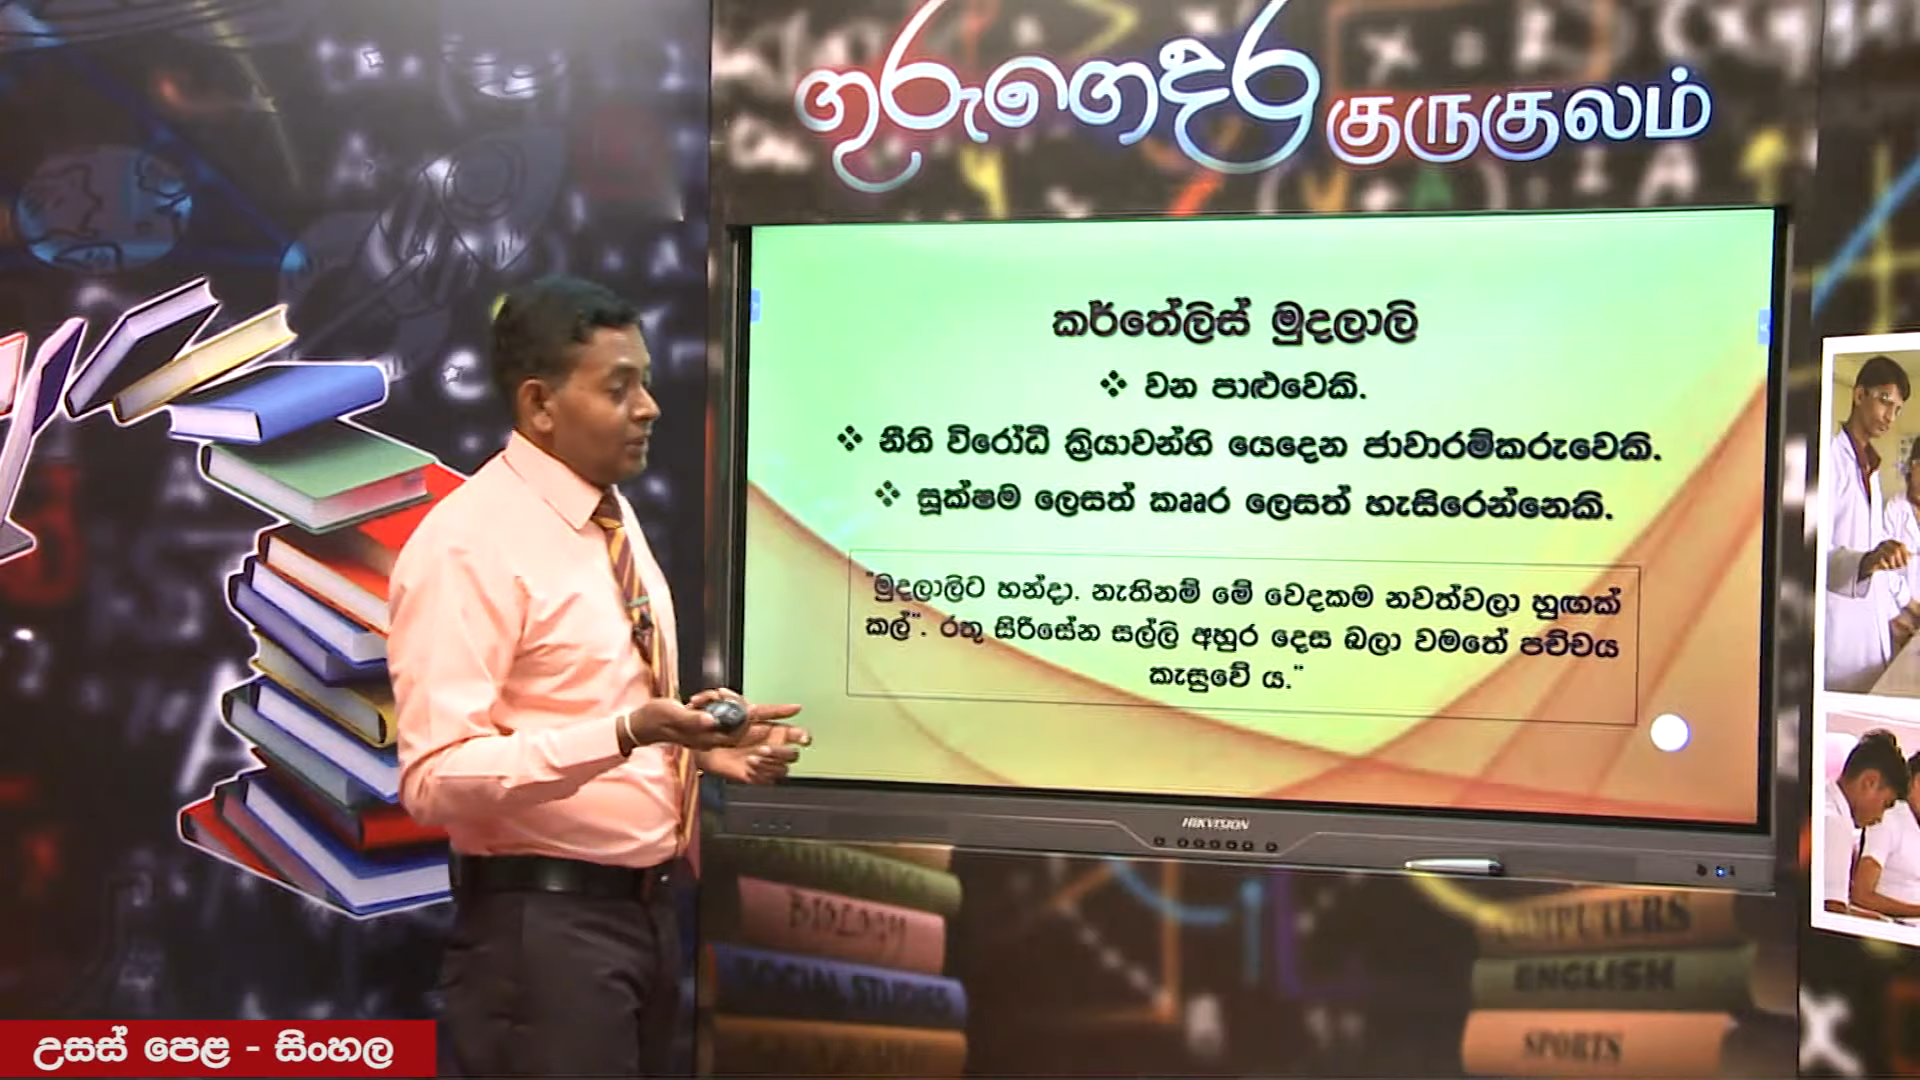 ගුරුගෙදර குருகுலம்
කර්තේලිස් මුදලාලි
❖ වන පාළුවෙකි.
❖ නීති විරෝධී ක්‍රියාවන්හි යෙදෙන ජාවාරම්කරුවෙකි.
❖ සූක්ෂම ලෙසත් කෲර ලෙසත් හැසිරෙන්නෙකි.
"මුදලාලිට හන්දා. නැතිනම් මේ වෙදකම නවත්වලා හුඟක්
කල්". රතු සිරිසේන සල්ලි අහුර දෙස බලා වමතේ පච්චය
කැසුවේ ය."
HIKVISION
BIOLOGY
SOCIAL STUDIES
COMPUTERS
ENGLISH
SPORTS
උසස් පෙළ - සිංහල